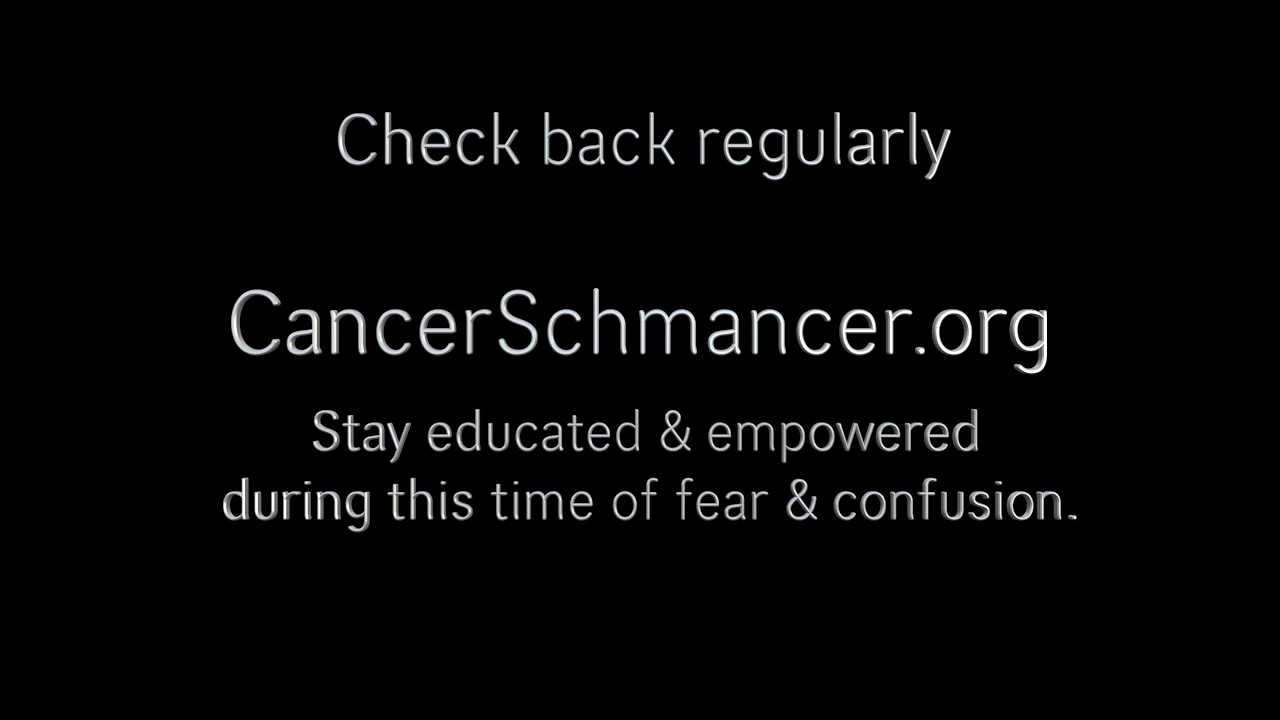 Check back regularly
CancerSchmancer.org
Stay educated & empowered
during this time of fear & confusion.